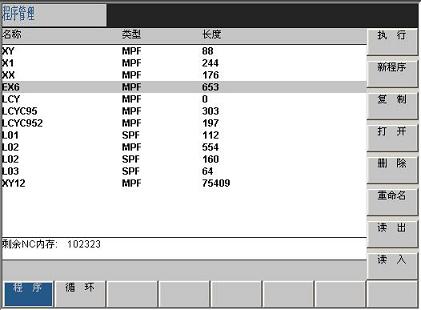 程序管理
名称 类型 长度
XY MPF 88
X1 MPF 244
XX MPF 176
EX6 MPF 653
LCY MPF 0
LCYC95 MPF 303
LCYC952 MPF 197
L01 SPF 112
L02 MPF 554
L02 SPF 160
L03 SPF 64
XY12 MPF 75409
剩余NC内存: 102323
执 行
新程序
复 制
打 开
删 除
重命名
读 出
读 入
程 序 循 环